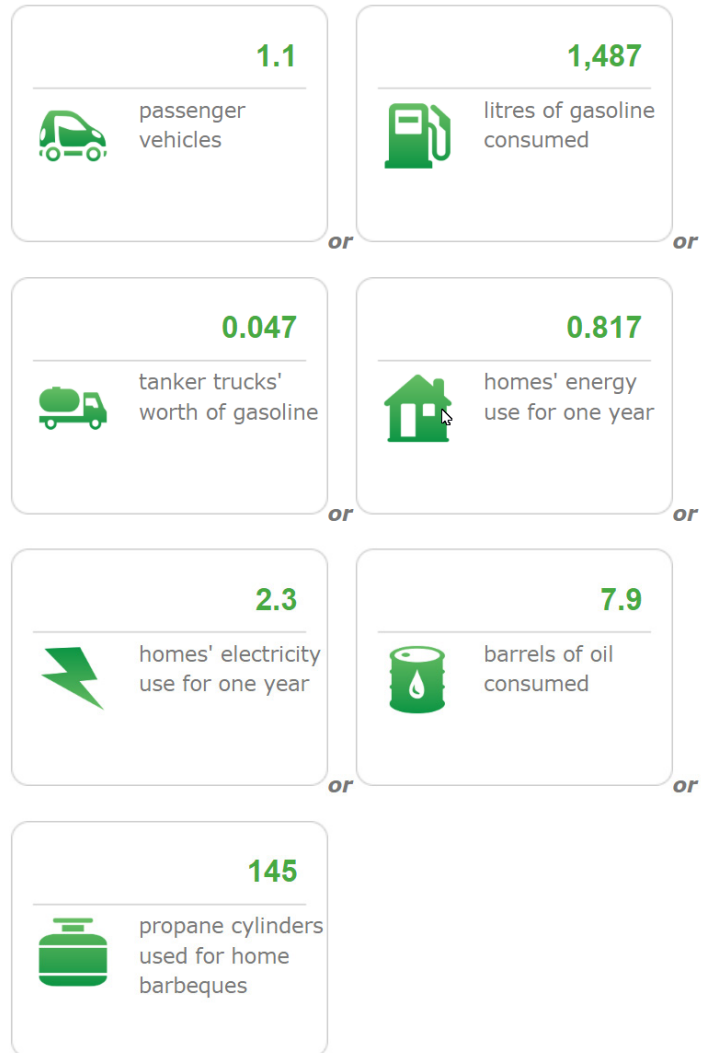 1.1
passenger
vehicles
or
1,487
litres of gasoline
consumed
or
0.047
tanker trucks'
worth of gasoline
or
0.817
homes' energy
use for one year
or
2.3
homes' electricity
use for one year
or
7.9
barrels of oil
consumed
or
145
propane cylinders
used for home
barbeques